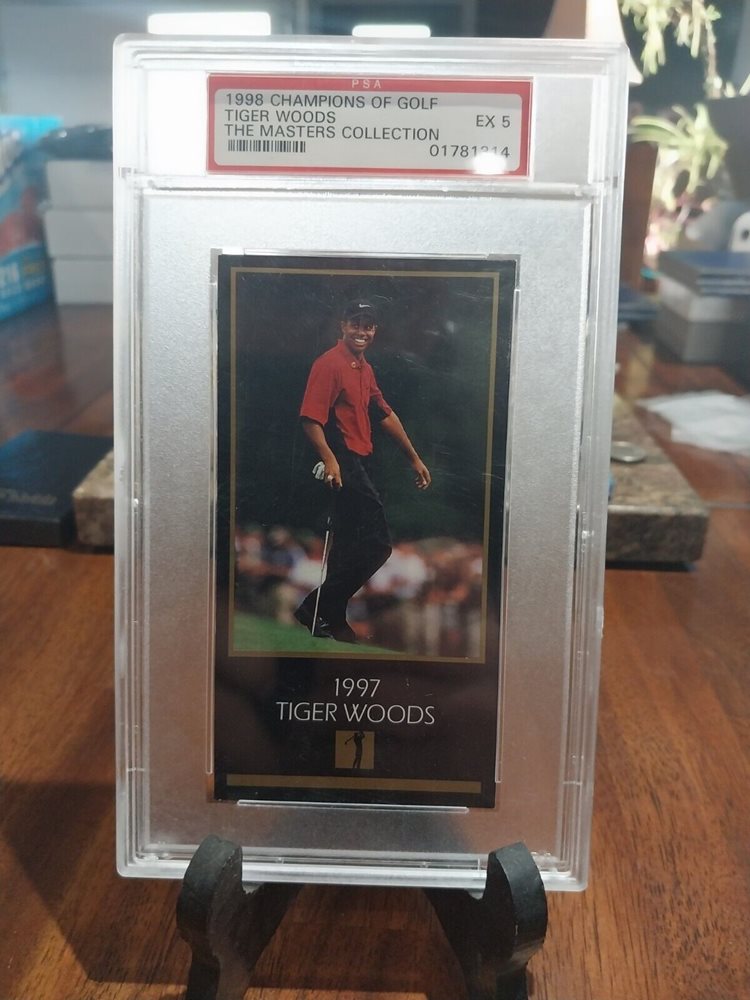 PSA
1998 CHAMPIONS OF GOLF
TIGER WOODS
EX 5
THE MASTERS COLLECTION
1997
TIGER WOODS